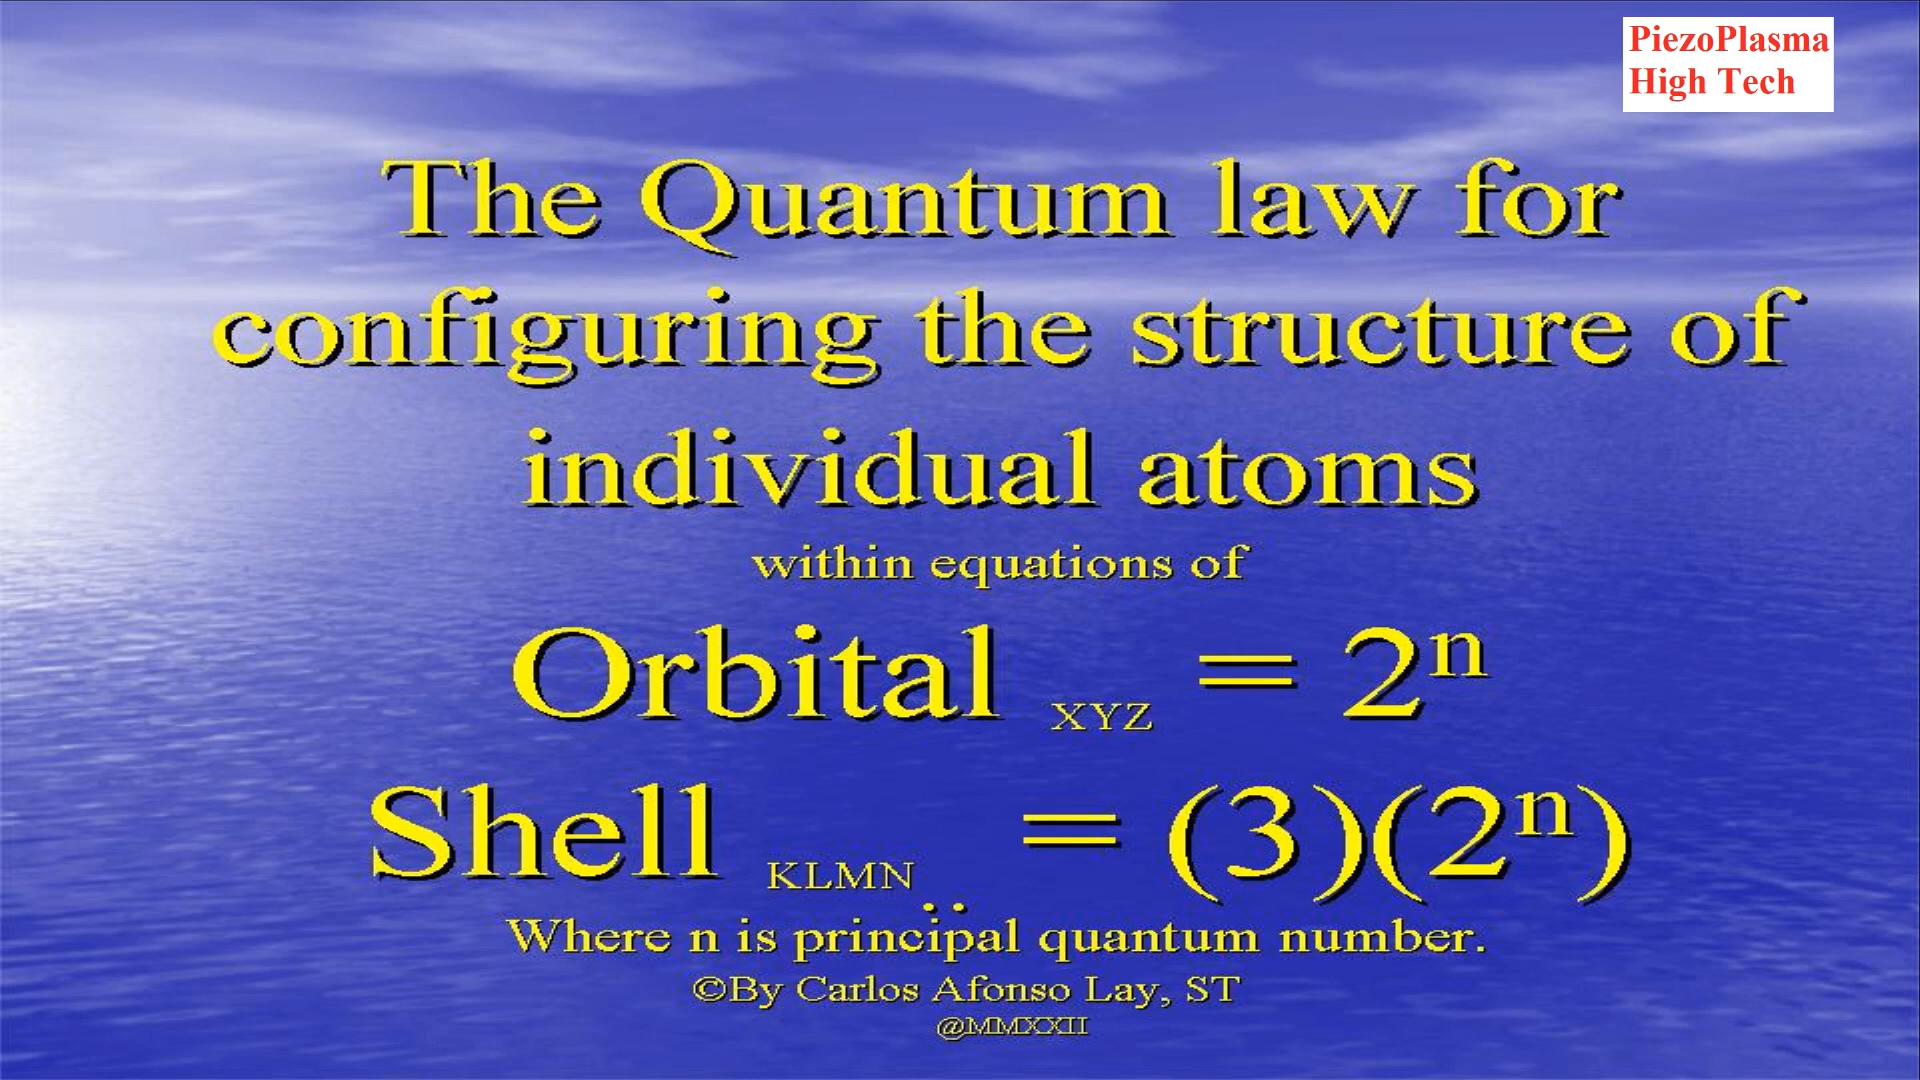 PiezoPlasma
High Tech
The Quantum law for
configuring the structure of
individual atoms
within equations of
Orbital XYZ = 2ⁿ
Shell KLMN.. = (3)(2ⁿ)
Where n is principal quantum number.
©By Carlos Afonso Lay, ST
@MMXXII